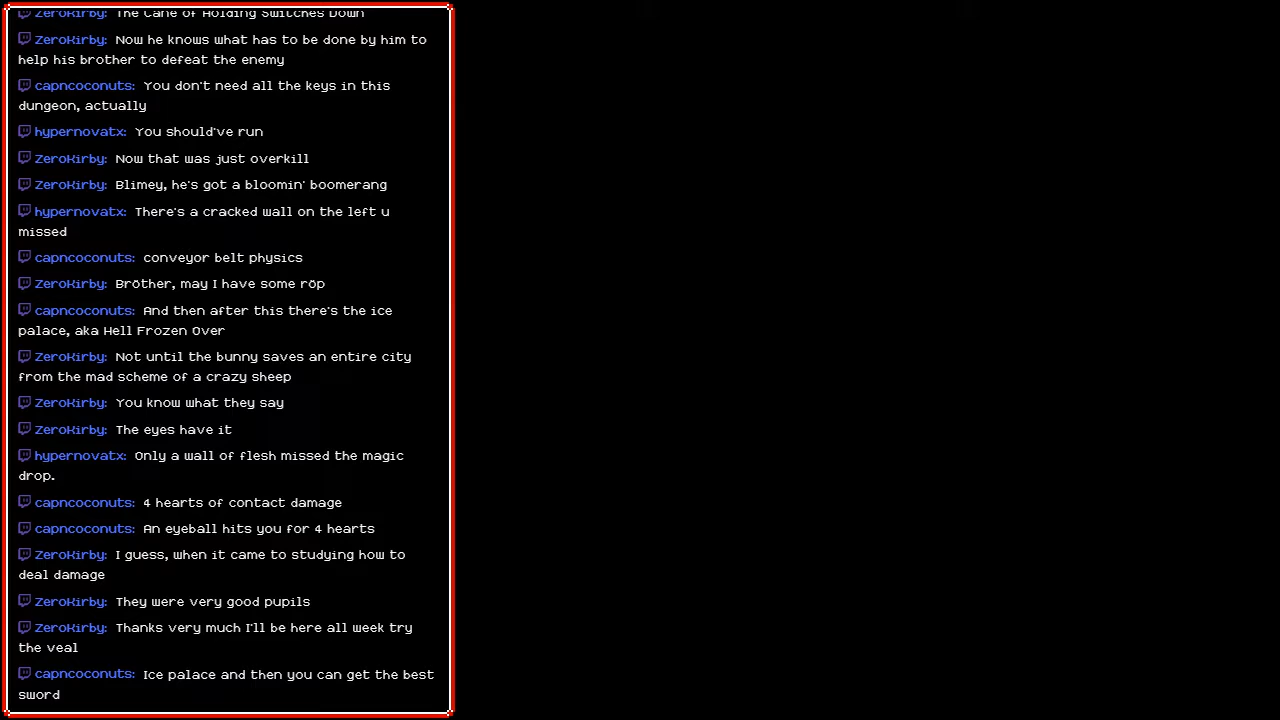 ZeroKirby: The Cane of Holding Switches Down
ZeroKirby: Now he knows what has to be done by him to
help his brother to defeat the enemy
capncoconuts: You don't need all the keys in this
dungeon, actually
hypernovatx: You should've run
ZeroKirby: Now that was just overkill
ZeroKirby: Blimey, he's got a bloomin' boomerang
hypernovatx: There's a cracked wall on the left u
missed
capncoconuts: conveyor belt physics
ZeroKirby: Bröther, may I have some röp
capncoconuts: And then after this there's the ice
palace, aka Hell Frozen Over
ZeroKirby: Not until the bunny saves an entire city
from the mad scheme of a crazy sheep
ZeroKirby: You know what they say
ZeroKirby: The eyes have it
hypernovatx: Only a wall of flesh missed the magic
drop.
capncoconuts: 4 hearts of contact damage
capncoconuts: An eyeball hits you for 4 hearts
ZeroKirby: I guess, when it came to studying how to
deal damage
ZeroKirby: They were very good pupils
ZeroKirby: Thanks very much I'll be here all week try
the veal
capncoconuts: Ice palace and then you can get the best
sword